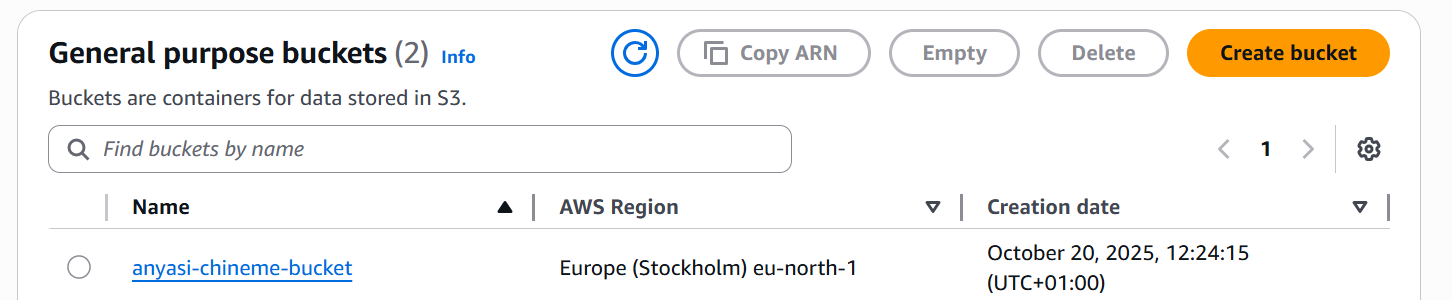 General purpose buckets (2) Info
Copy ARN
Empty
Delete
Create bucket
Buckets are containers for data stored in S3.
Find buckets by name
1
Name
AWS Region
Creation date
anyasi-chineme-bucket
Europe (Stockholm) eu-north-1
October 20, 2025, 12:24:15
(UTC+01:00)